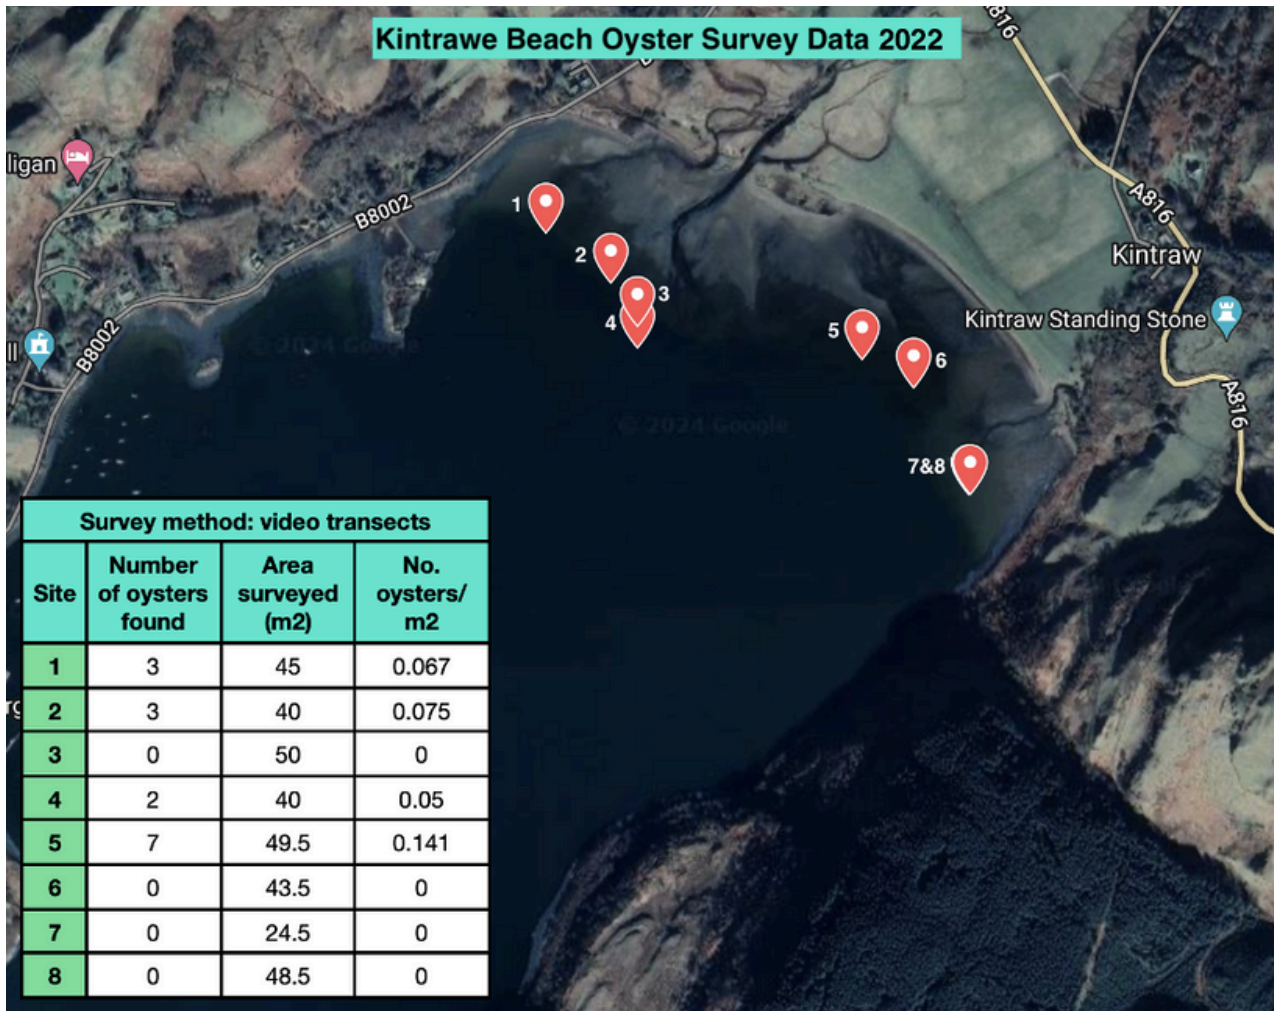 Kintrawe Beach Oyster Survey Data 2022
816
ligan
B8002
A816
1
2
3
4
Kintraw
Kintraw Standing Stone
5
6
ll
B8002
© 2024 Google
A816
© 2024 Google
7&8
Survey method: video transects
Site Number of oysters found Area surveyed (m2) No. oysters/ m2
1 3 45 0.067
2 3 40 0.075
3 0 50 0
4 2 40 0.05
5 7 49.5 0.141
6 0 43.5 0
7 0 24.5 0
8 0 48.5 0